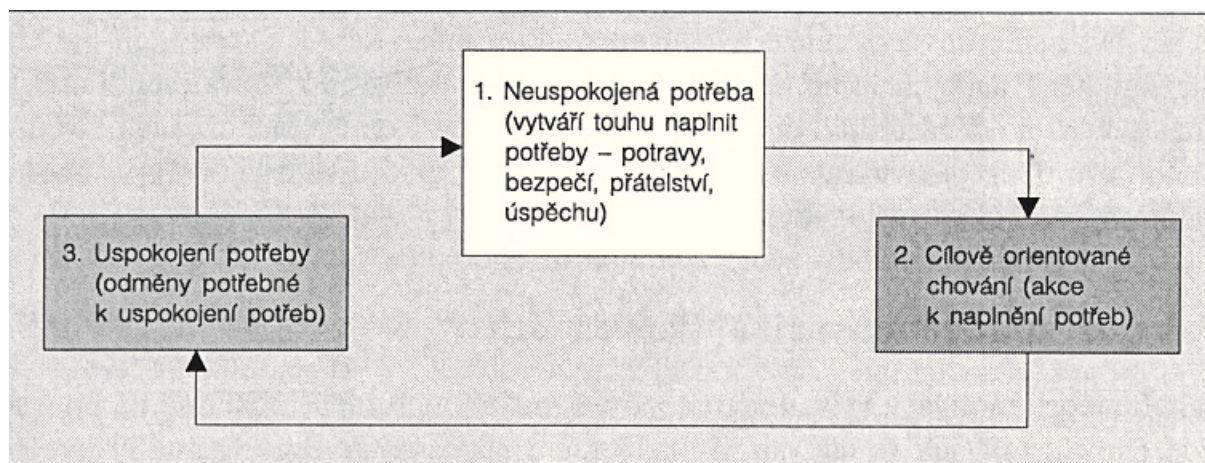 1. Neuspokojená potřeba
(vytváří touhu naplnit
potřeby – potravy,
bezpečí, přátelství,
úspěchu)
2. Cílově orientované
chování (akce
k naplnění potřeb)
3. Uspokojení potřeby
(odměny potřebné
k uspokojení potřeb)